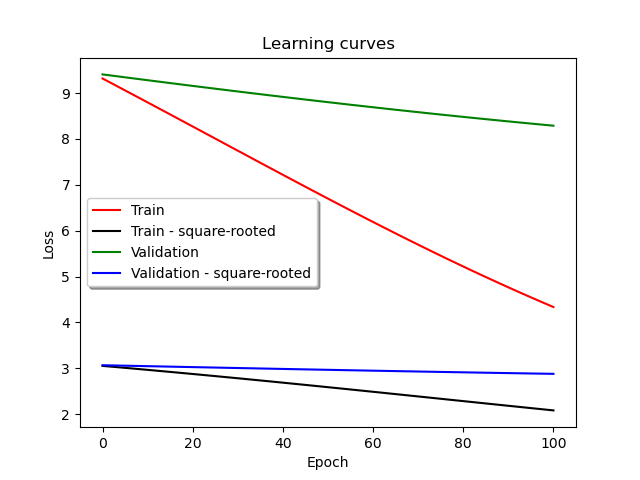 Learning curves
9
8
7
6
5
4
3
2
Loss
Train
Train - square-rooted
Validation
Validation - square-rooted
0 20 40 60 80 100
Epoch